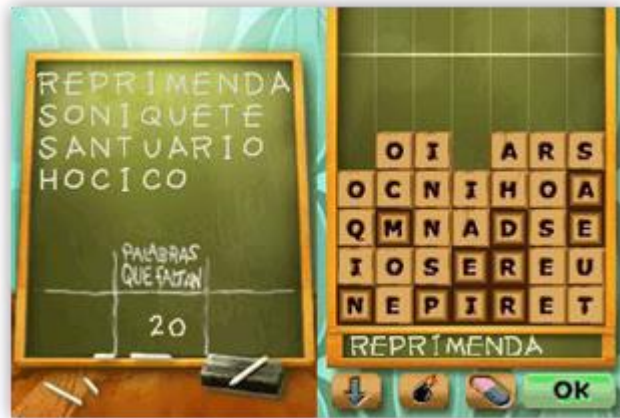 REPRIMENDA
SONIQUETE
SANTUARIO
HOCICO
PALABRAS
QUE FALTAN
20
O I A R S
O C N I H O A
Q M N A D S E
I O S E R E U
N E P I R E T
REPRIMENDA
OK